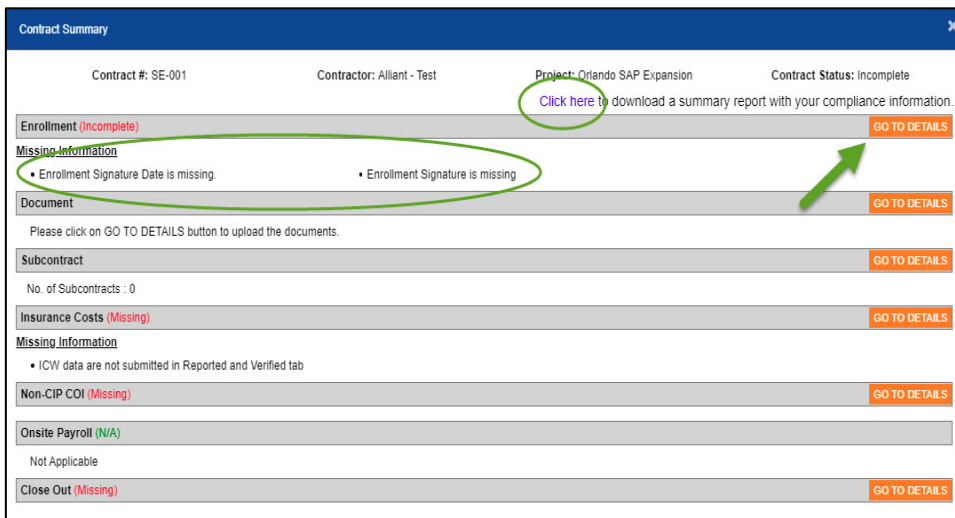 Contract Summary
Contract #: SE-001 Contractor: Alliant - Test Project: Orlando SAP Expansion Contract Status: Incomplete
Click here to download a summary report with your compliance information.
Enrollment (Incomplete) GO TO DETAILS
Missing Information
• Enrollment Signature Date is missing. • Enrollment Signature is missing
Document GO TO DETAILS
Please click on GO TO DETAILS button to upload the documents.
Subcontract GO TO DETAILS
No. of Subcontracts : 0
Insurance Costs (Missing) GO TO DETAILS
Missing Information
• ICW data are not submitted in Reported and Verified tab
Non-CIP COI (Missing) GO TO DETAILS
Onsite Payroll (N/A)
Not Applicable
Close Out (Missing) GO TO DETAILS